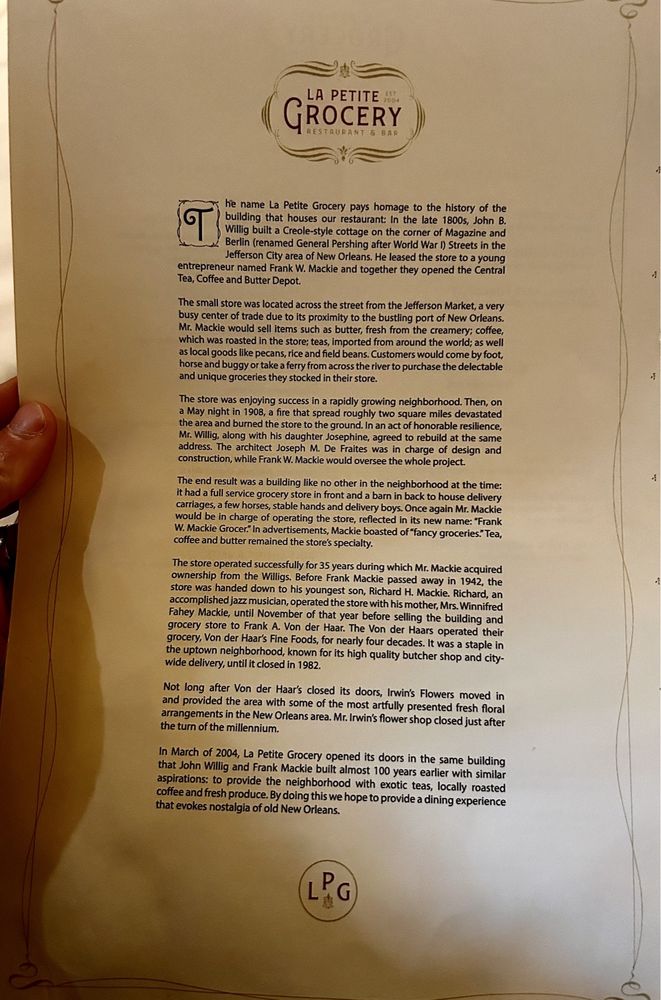 LA PETITE
EST
2004
GROCERY
RESTAURANT & BAR
The name La Petite Grocery pays homage to the history of the
building that houses our restaurant: In the late 1800s, John B.
Willig built a Creole-style cottage on the corner of Magazine and
Berlin (renamed General Pershing after World War I) Streets in the
Jefferson City area of New Orleans. He leased the store to a young
entrepreneur named Frank W. Mackie and together they opened the Central
Tea, Coffee and Butter Depot.
The small store was located across the street from the Jefferson Market, a very
busy center of trade due to its proximity to the bustling port of New Orleans.
Mr. Mackie would sell items such as butter, fresh from the creamery; coffee,
which was roasted in the store; teas, imported from around the world; as well
as local goods like pecans, rice and field beans. Customers would come by foot,
horse and buggy or take a ferry from across the river to purchase the delectable
and unique groceries they stocked in their store.
The store was enjoying success in a rapidly growing neighborhood. Then, on
a May night in 1908, a fire that spread roughly two square miles devastated
the area and burned the store to the ground. In an act of honorable resilience,
Mr. Willig, along with his daughter Josephine, agreed to rebuild at the same
address. The architect Joseph M. De Fraites was in charge of design and
construction, while Frank W. Mackie would oversee the whole project.
The end result was a building like no other in the neighborhood at the time:
it had a full service grocery store in front and a barn in back to house delivery
carriages, a few horses, stable hands and delivery boys. Once again Mr. Mackie
would be in charge of operating the store, reflected in its new name: "Frank
W. Mackie Grocer." In advertisements, Mackie boasted of "fancy groceries." Tea,
coffee and butter remained the store's specialty.
The store operated successfully for 35 years during which Mr. Mackie acquired
ownership from the Willigs. Before Frank Mackie passed away in 1942, the
store was handed down to his youngest son, Richard H. Mackie. Richard, an
accomplished jazz musician, operated the store with his mother, Mrs. Winnifred
Fahey Mackie, until November of that year before selling the building and
grocery store to Frank A. Von der Haar. The Von der Haars operated their
grocery, Von der Haar's Fine Foods, for nearly four decades. It was a staple in
the uptown neighborhood, known for its high quality butcher shop and city-
wide delivery, until it closed in 1982.
Not long after Von der Haar's closed its doors, Irwin's Flowers moved in
and provided the area with some of the most artfully presented fresh floral
arrangements in the New Orleans area. Mr. Irwin's flower shop closed just after
the turn of the millennium.
In March of 2004, La Petite Grocery opened its doors in the same building
that John Willig and Frank Mackie built almost 100 years earlier with similar
aspirations: to provide the neighborhood with exotic teas, locally roasted
coffee and fresh produce. By doing this we hope to provide a dining experience
that evokes nostalgia of old New Orleans.
LPG